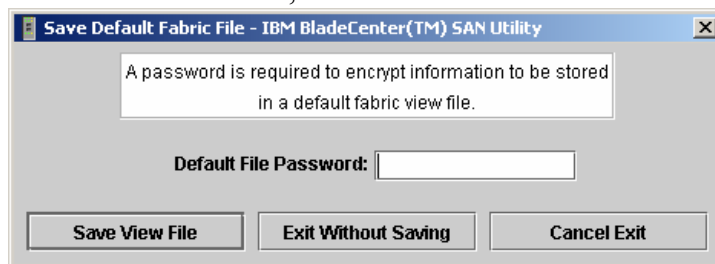 Save Default Fabric File - IBM BladeCenter(TM) SAN Utility
A password is required to encrypt information to be stored
in a default fabric view file.
Default File Password:
Save View File
Exit Without Saving
Cancel Exit